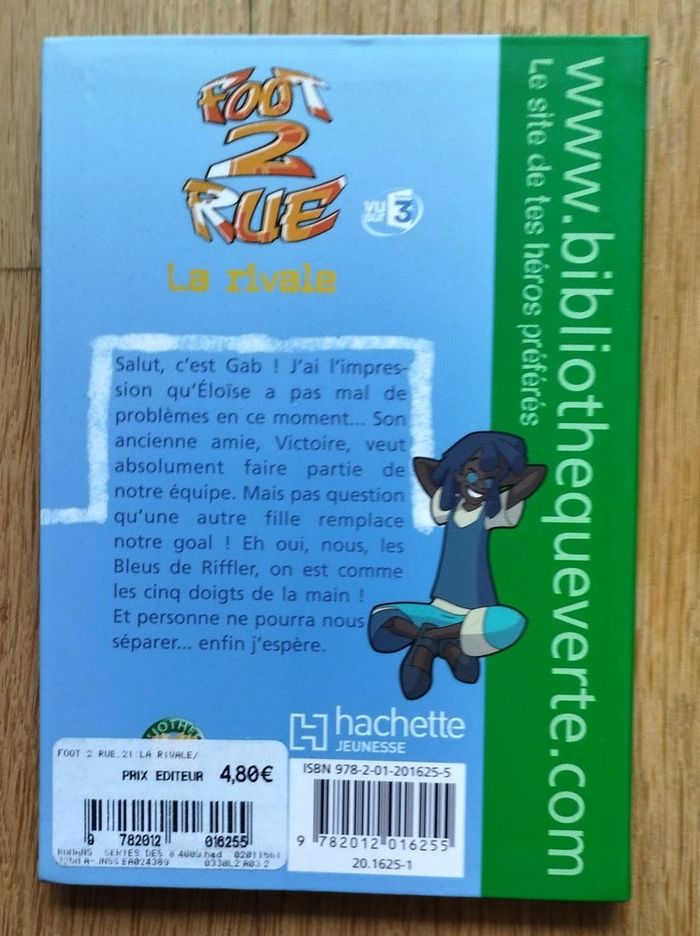 FOOT
2
RUE
vu sur 3
La rivale
Salut, c'est Gab ! J'ai l'impres-
sion qu'Éloïse a pas mal de
problèmes en ce moment... Son
ancienne amie, Victoire, veut
absolument faire partie de
notre équipe. Mais pas question
qu'une autre fille remplace
notre goal ! Eh oui, nous, les
Bleus de Riffler, on est comme
les cinq doigts de la main !
Et personne ne pourra nous
séparer... enfin j'espère.
www.bibliothequeverte.com
Le site de tes héros préférés
hachette
JEUNESSE
FOOT 2 RUE.21:LA RIVALE/
PRIX EDITEUR 4,80€
9 782012 016255
ROMANS SERIES DES 8
ISBN 978-2-01-201625-5
9 782012 016255
20.1625-1